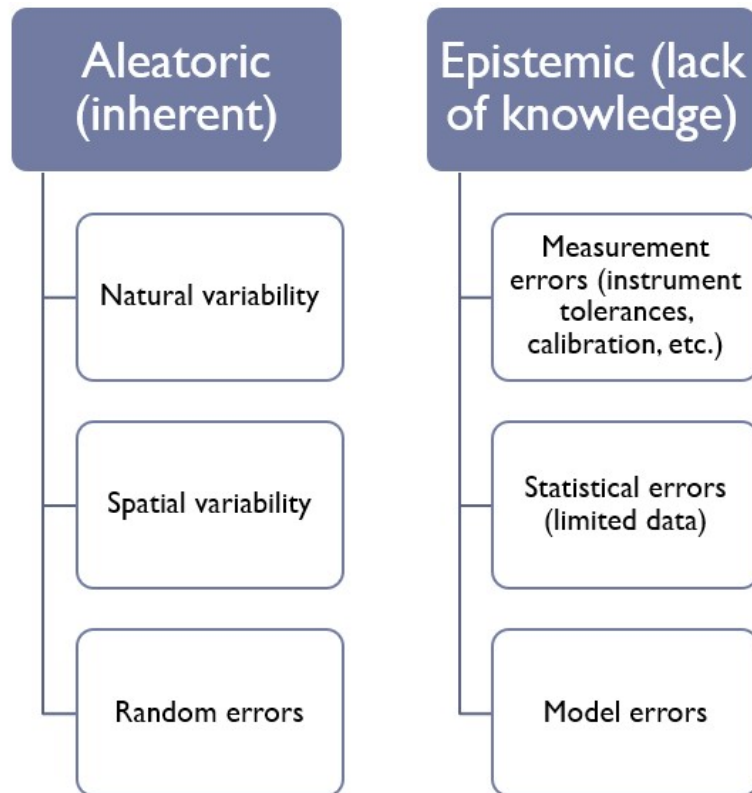 Aleatoric
(inherent)
Natural variability
Spatial variability
Random errors
Epistemic (lack
of knowledge)
Measurement
errors (instrument
tolerances,
calibration, etc.)
Statistical errors
(limited data)
Model errors